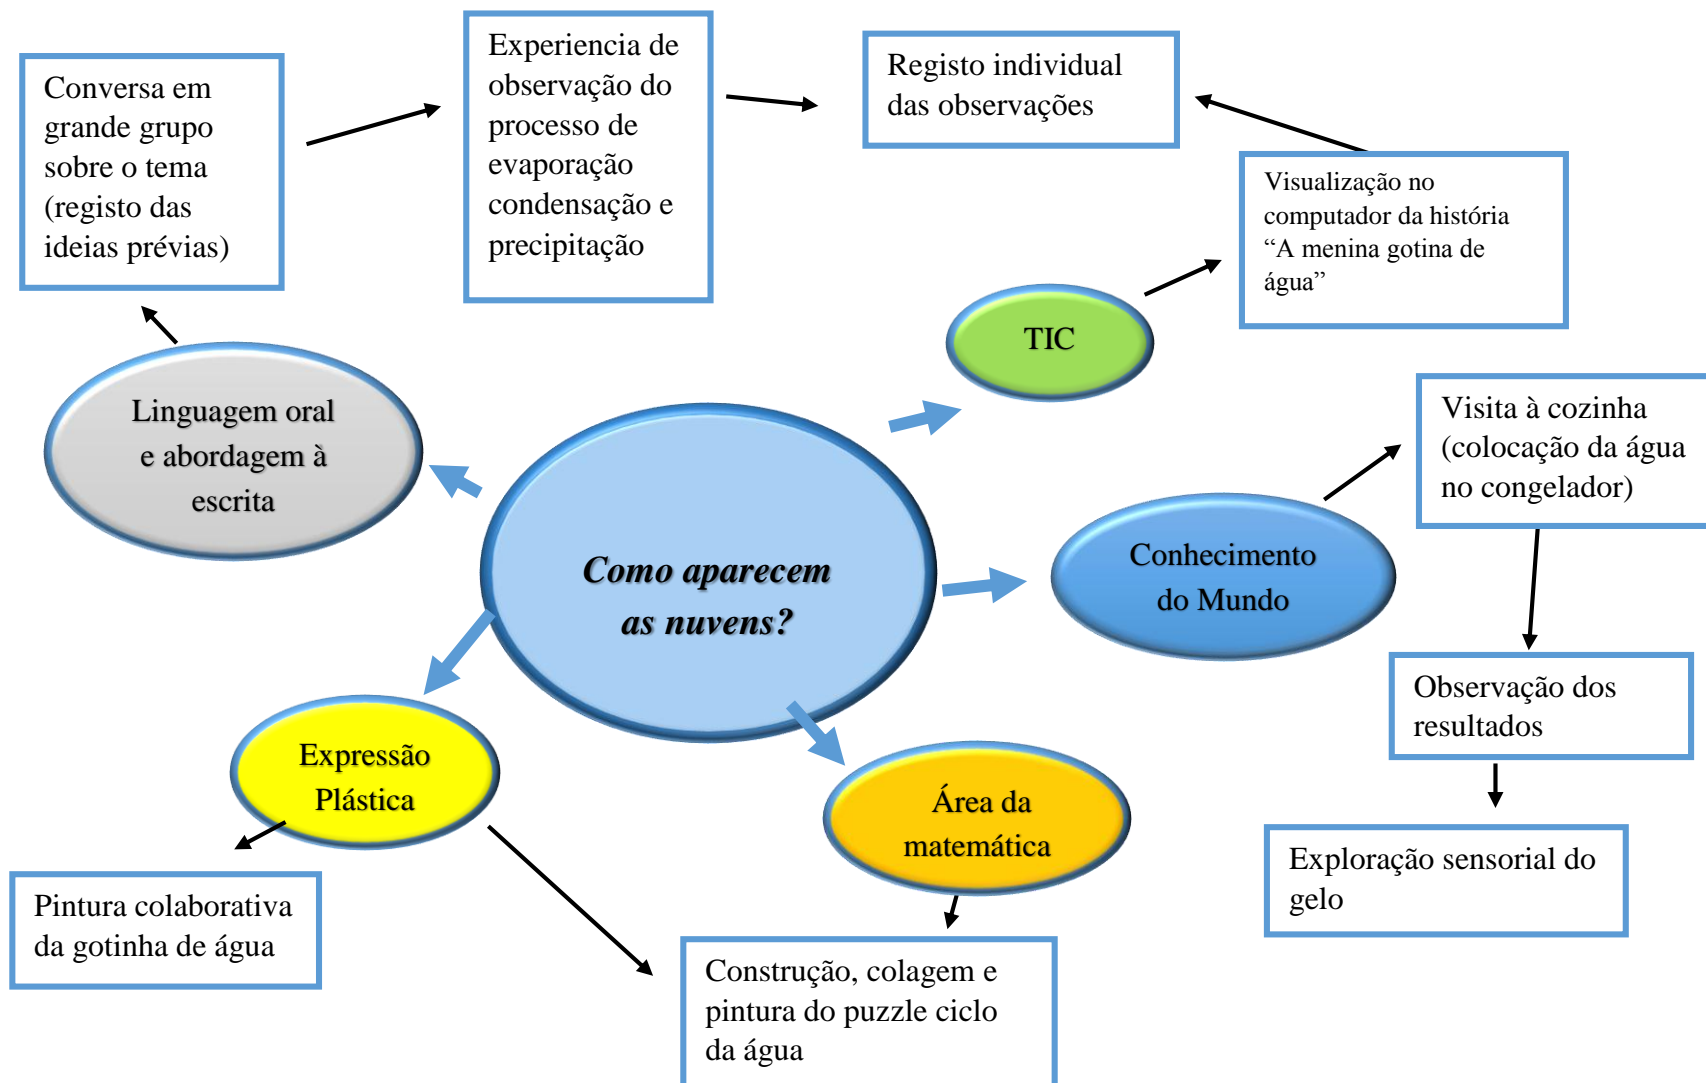 Conversa em
grande grupo
sobre o tema
(registo das
ideias prévias)
Experiencia de
observação do
processo de
evaporação
condensação e
precipitação
Registo individual
das observações
Visualização no
computador da história
“A menina gotina de
água”
TIC
Linguagem oral
e abordagem à
escrita
Visita à cozinha
(colocação da água
no congelador)
Como aparecem
as nuvens?
Conhecimento
do Mundo
Observação dos
resultados
Expressão
Plástica
Área da
matemática
Exploração sensorial do
gelo
Pintura colaborativa
da gotinha de água
Construção, colagem e
pintura do puzzle ciclo
da água